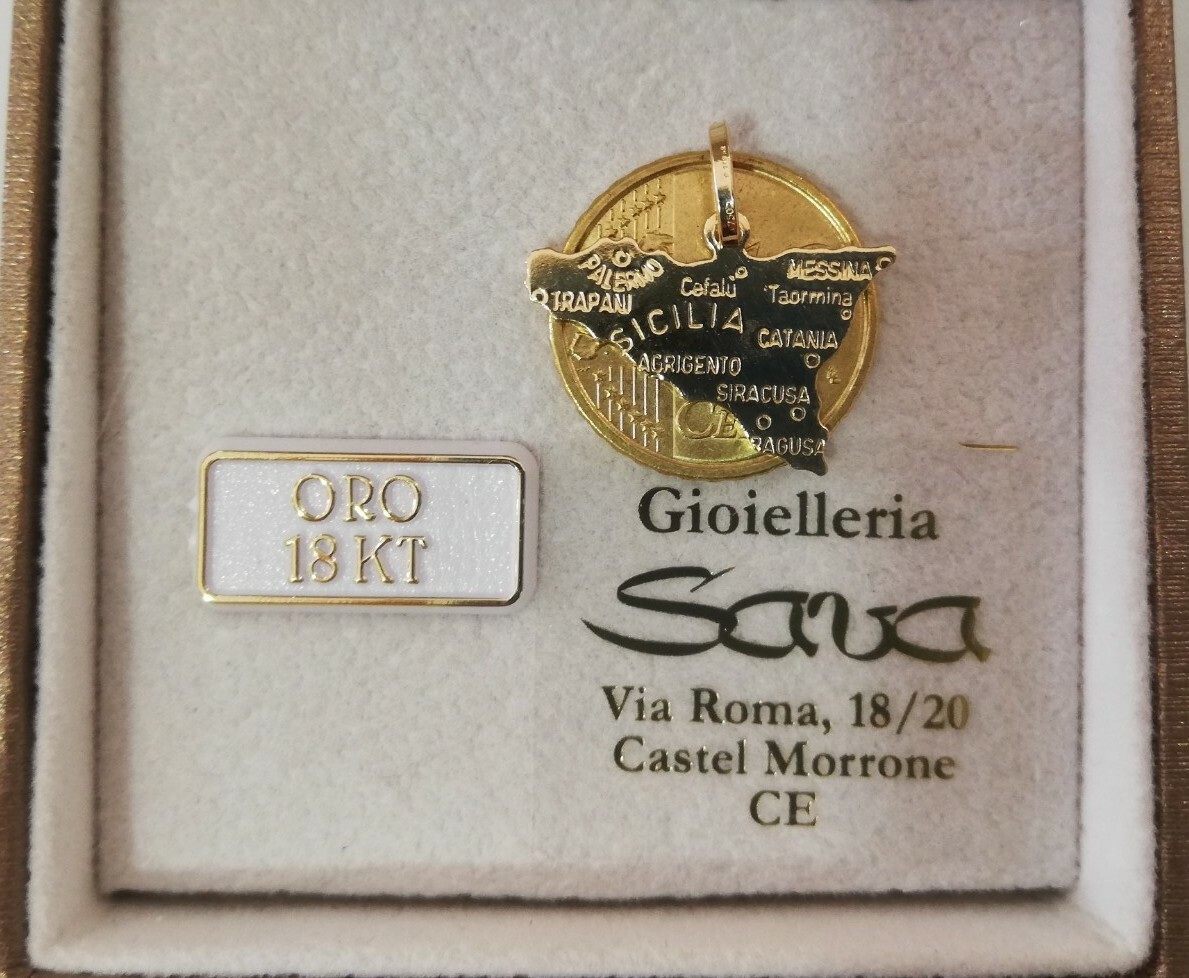 PALERMO
Cefalù
MESSINA
TRAPANI
Taormina
SICILIA
CATANIA
AGRIGENTO
SIRACUSA
RAGUSA
ORO
18 KT
Gioielleria
Sava
Via Roma, 18/20
Castel Morrone
CE